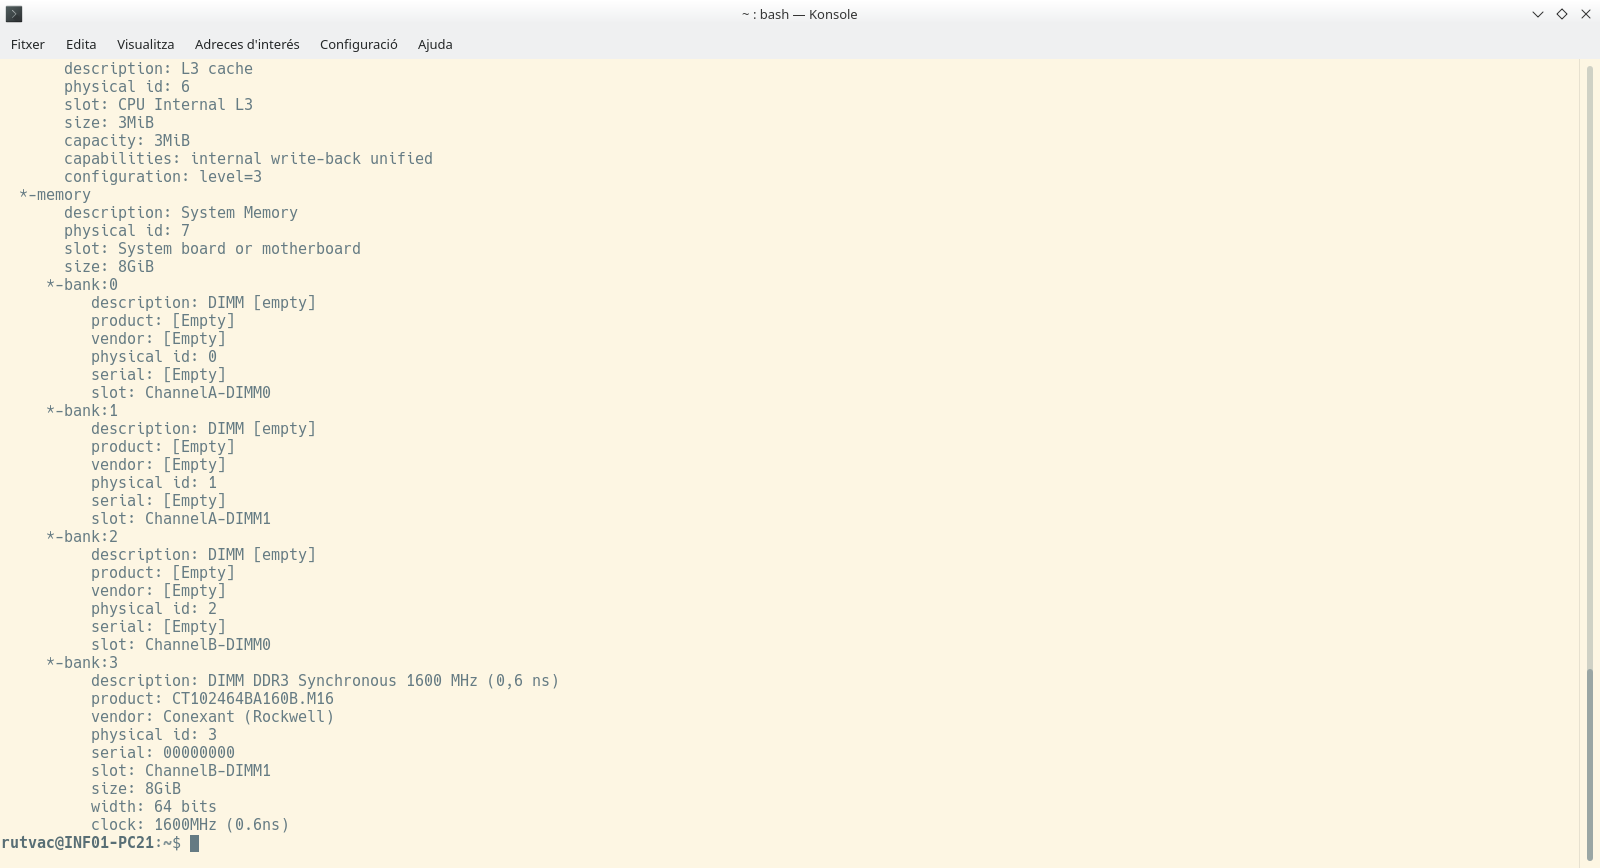 ~ : bash — Konsole
Fitxer Edita Visualitza Adreces d'interés Configuració Ajuda
description: L3 cache
physical id: 6
slot: CPU Internal L3
size: 3MiB
capacity: 3MiB
capabilities: internal write-back unified
configuration: level=3
*-memory
description: System Memory
physical id: 7
slot: System board or motherboard
size: 8GiB
*-bank:0
description: DIMM [empty]
product: [Empty]
vendor: [Empty]
physical id: 0
serial: [Empty]
slot: ChannelA-DIMM0
*-bank:1
description: DIMM [empty]
product: [Empty]
vendor: [Empty]
physical id: 1
serial: [Empty]
slot: ChannelA-DIMM1
*-bank:2
description: DIMM [empty]
product: [Empty]
vendor: [Empty]
physical id: 2
serial: [Empty]
slot: ChannelB-DIMM0
*-bank:3
description: DIMM DDR3 Synchronous 1600 MHz (0,6 ns)
product: CT102464BA160B.M16
vendor: Conexant (Rockwell)
physical id: 3
serial: 00000000
slot: ChannelB-DIMM1
size: 8GiB
width: 64 bits
clock: 1600MHz (0.6ns)
rutvac@INF01-PC21:~$